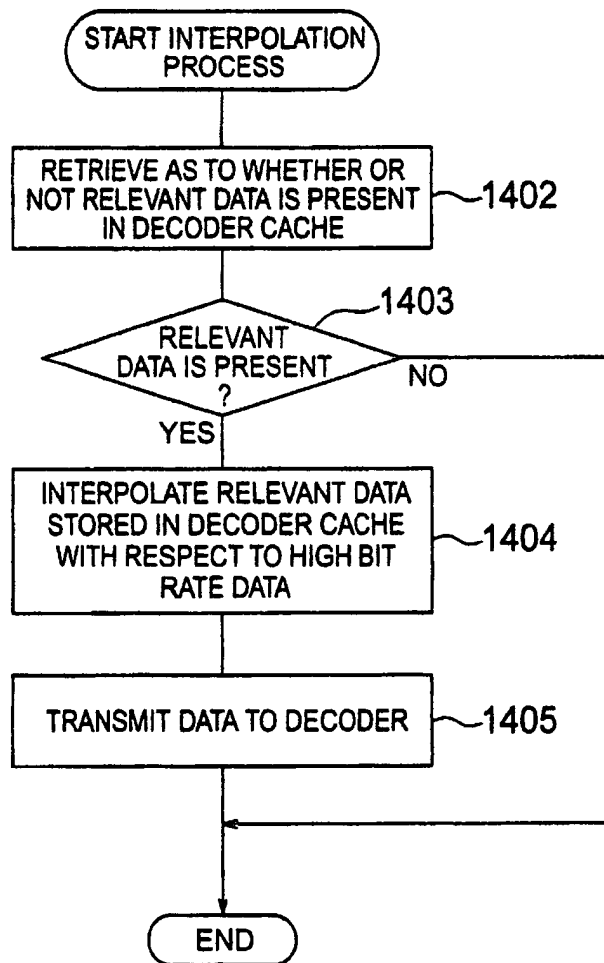 START INTERPOLATION
PROCESS
RETRIEVE AS TO WHETHER OR
NOT RELEVANT DATA IS PRESENT
IN DECODER CACHE
1402
1403
RELEVANT
DATA IS PRESENT
?
NO
YES
INTERPOLATE RELEVANT DATA
STORED IN DECODER CACHE
WITH RESPECT TO HIGH BIT
RATE DATA
1404
TRANSMIT DATA TO DECODER
1405
END